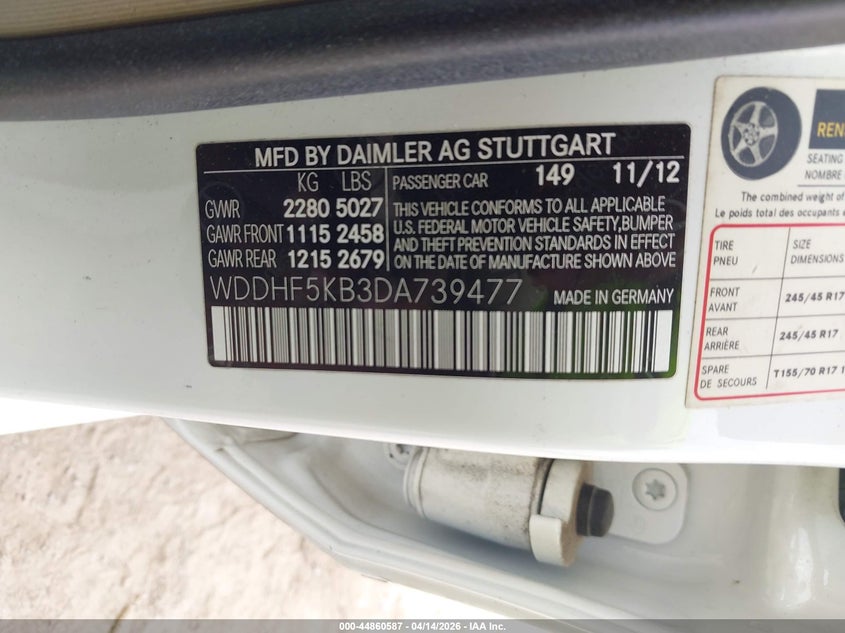 MFD BY DAIMLER AG STUTTGART
KG LBS
GVWR 2280 5027
GAWR FRONT 1115 2458
GAWR REAR 1215 2679
PASSENGER CAR 149 11/12
THIS VEHICLE CONFORMS TO ALL APPLICABLE
U.S. FEDERAL MOTOR VEHICLE SAFETY,BUMPER
AND THEFT PREVENTION STANDARDS IN EFFECT
ON THE DATE OF MANUFACTURE SHOWN ABOVE.
WDDHF5KB3DA739477 MADE IN GERMANY
SEATING
NOMBRE
The combined weight of
Le poids total des occupants
TIRE SIZE
PNEU DIMENSIONS
FRONT
AVANT
245/45 R17
REAR
ARRIÈRE
245/45 R17
SPARE
DE SECOURS
T155/70 R17
000-44860587 - 04/14/2026 - IAA Inc.